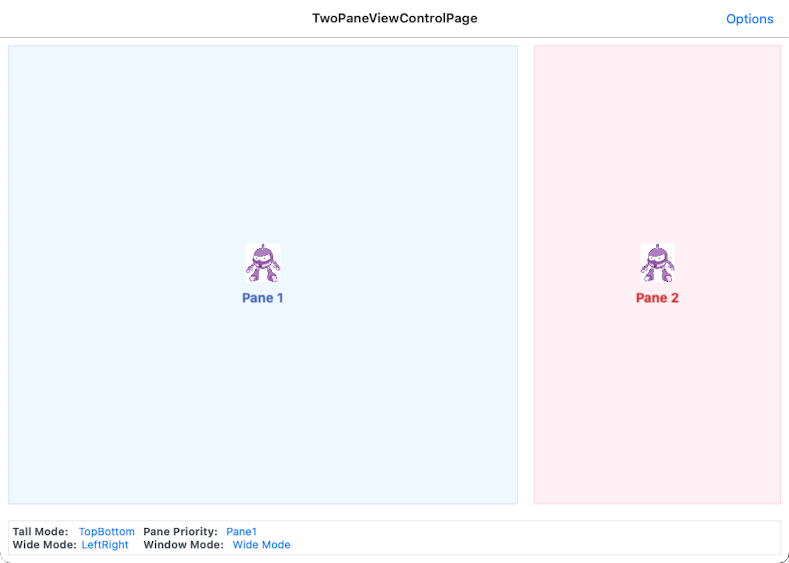 TwoPaneViewControlPage
Options
Pane 1
Pane 2
Tall Mode: TopBottom Pane Priority: Pane1
Wide Mode: LeftRight Window Mode: Wide Mode